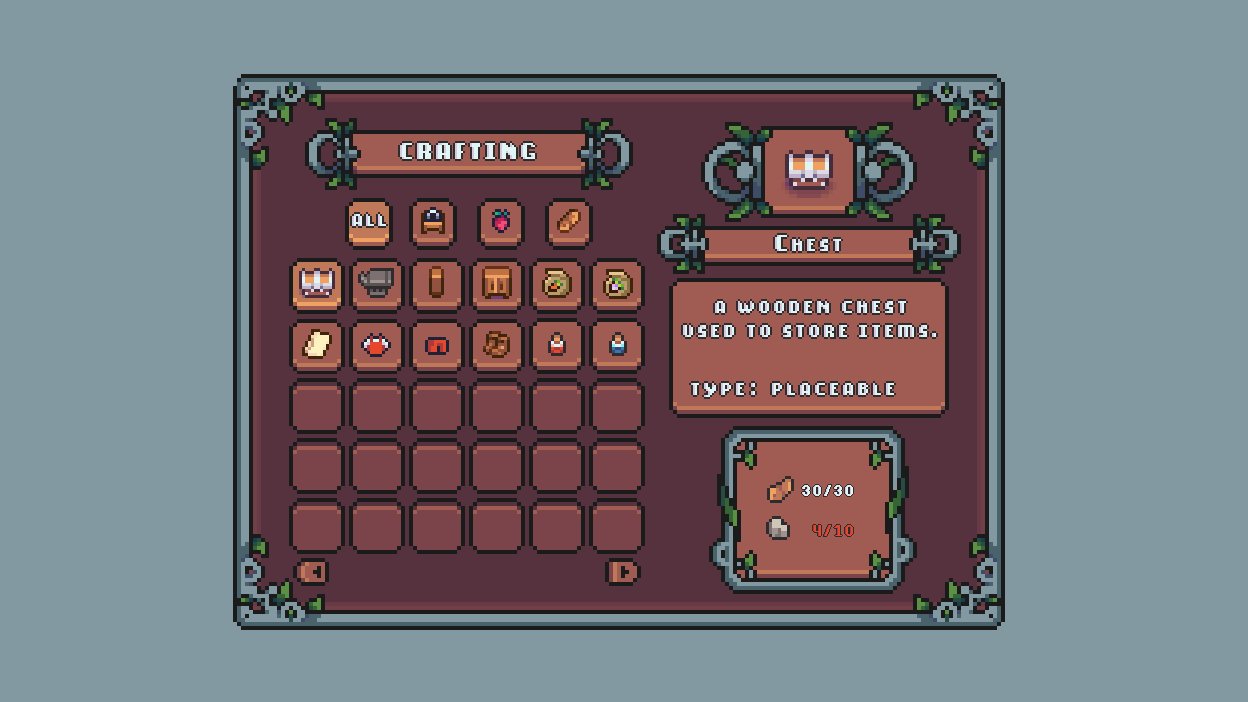 CRAFTING
ALL
CHEST
A WOODEN CHEST
USED TO STORE ITEMS.
TYPE: PLACEABLE
30/30
4/10